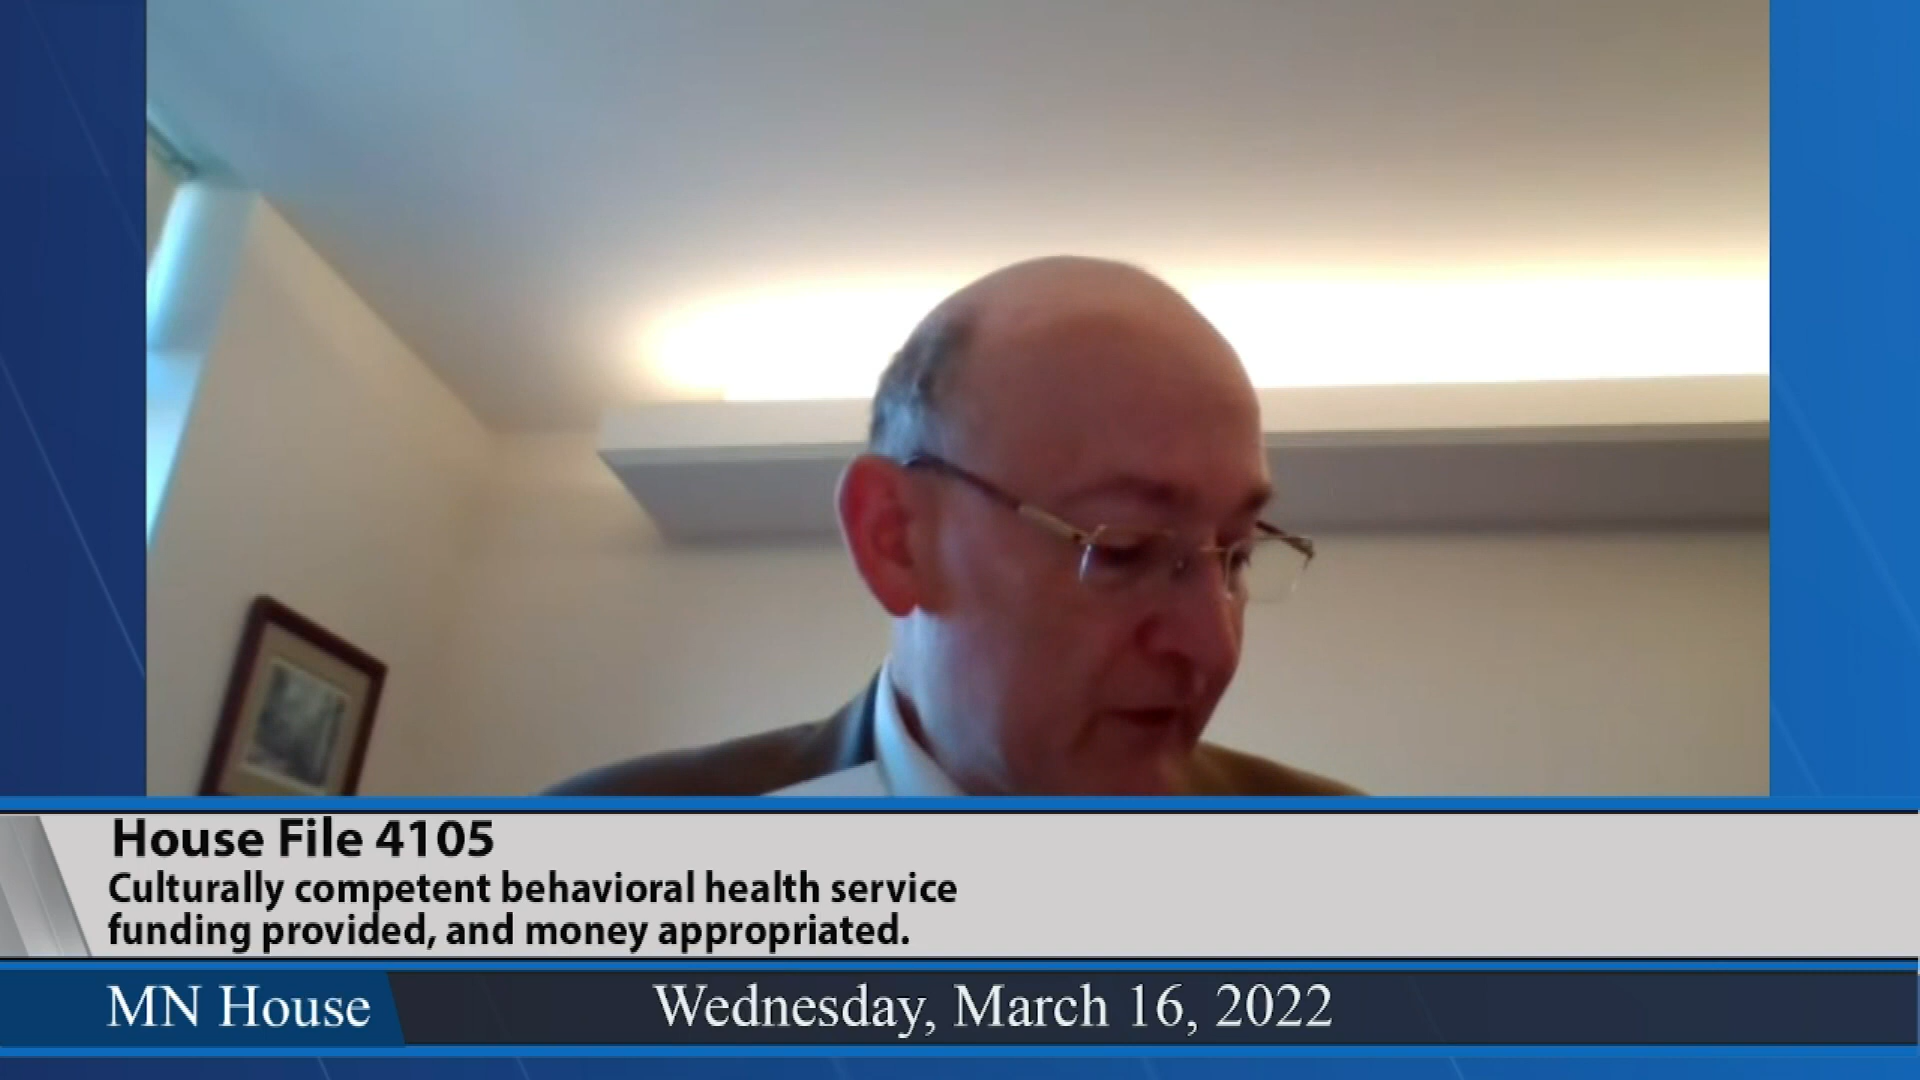 House File 4105
Culturally competent behavioral health service
funding provided, and money appropriated.
MN House
Wednesday, March 16, 2022